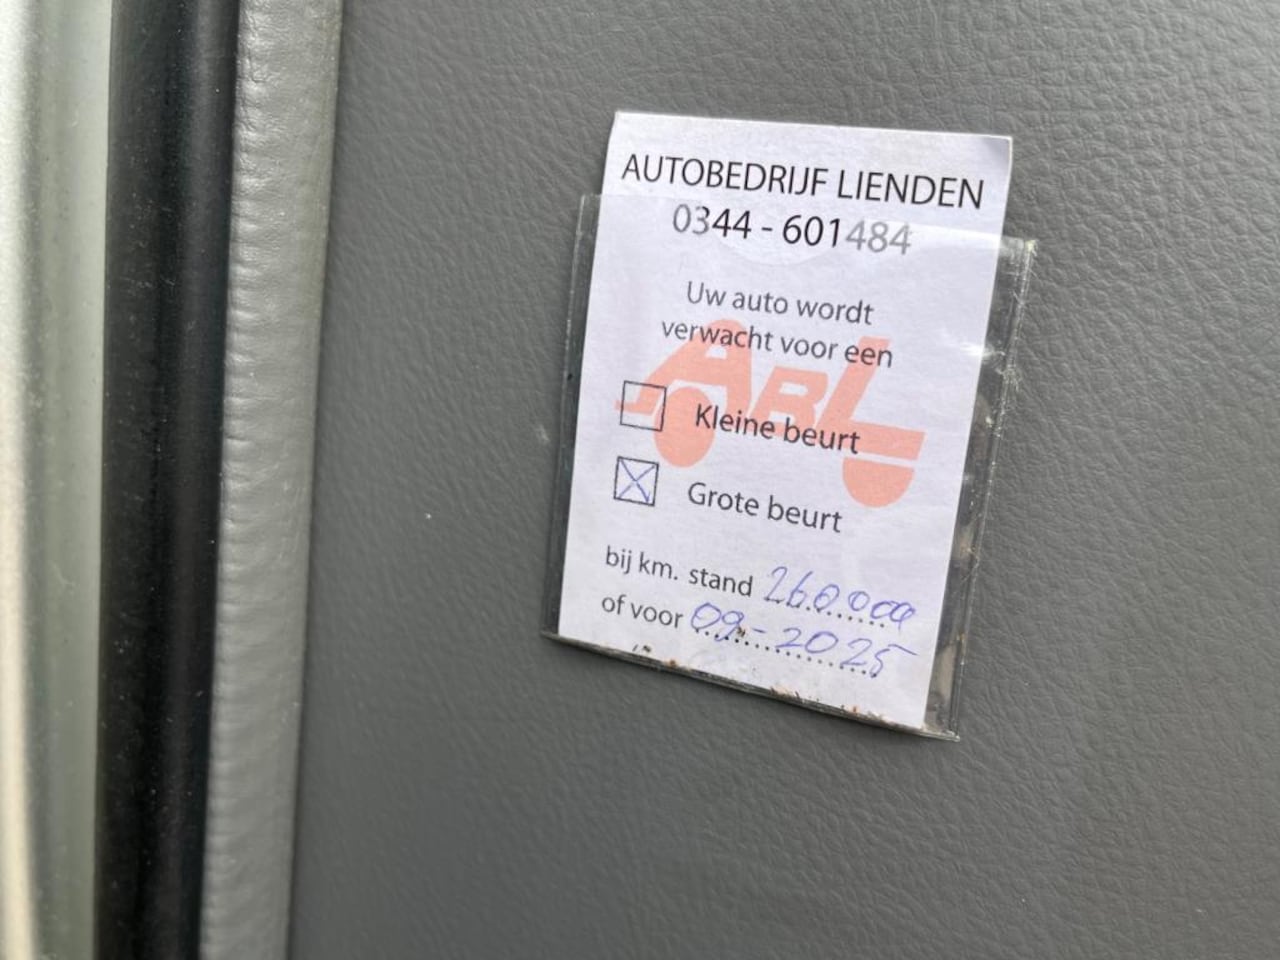 AUTOBEDRIJF LIENDEN
0344 - 601484
Uw auto wordt
verwacht voor een
ABL
Kleine beurt
Grote beurt
bij km. stand 260.000
of voor 09-2025